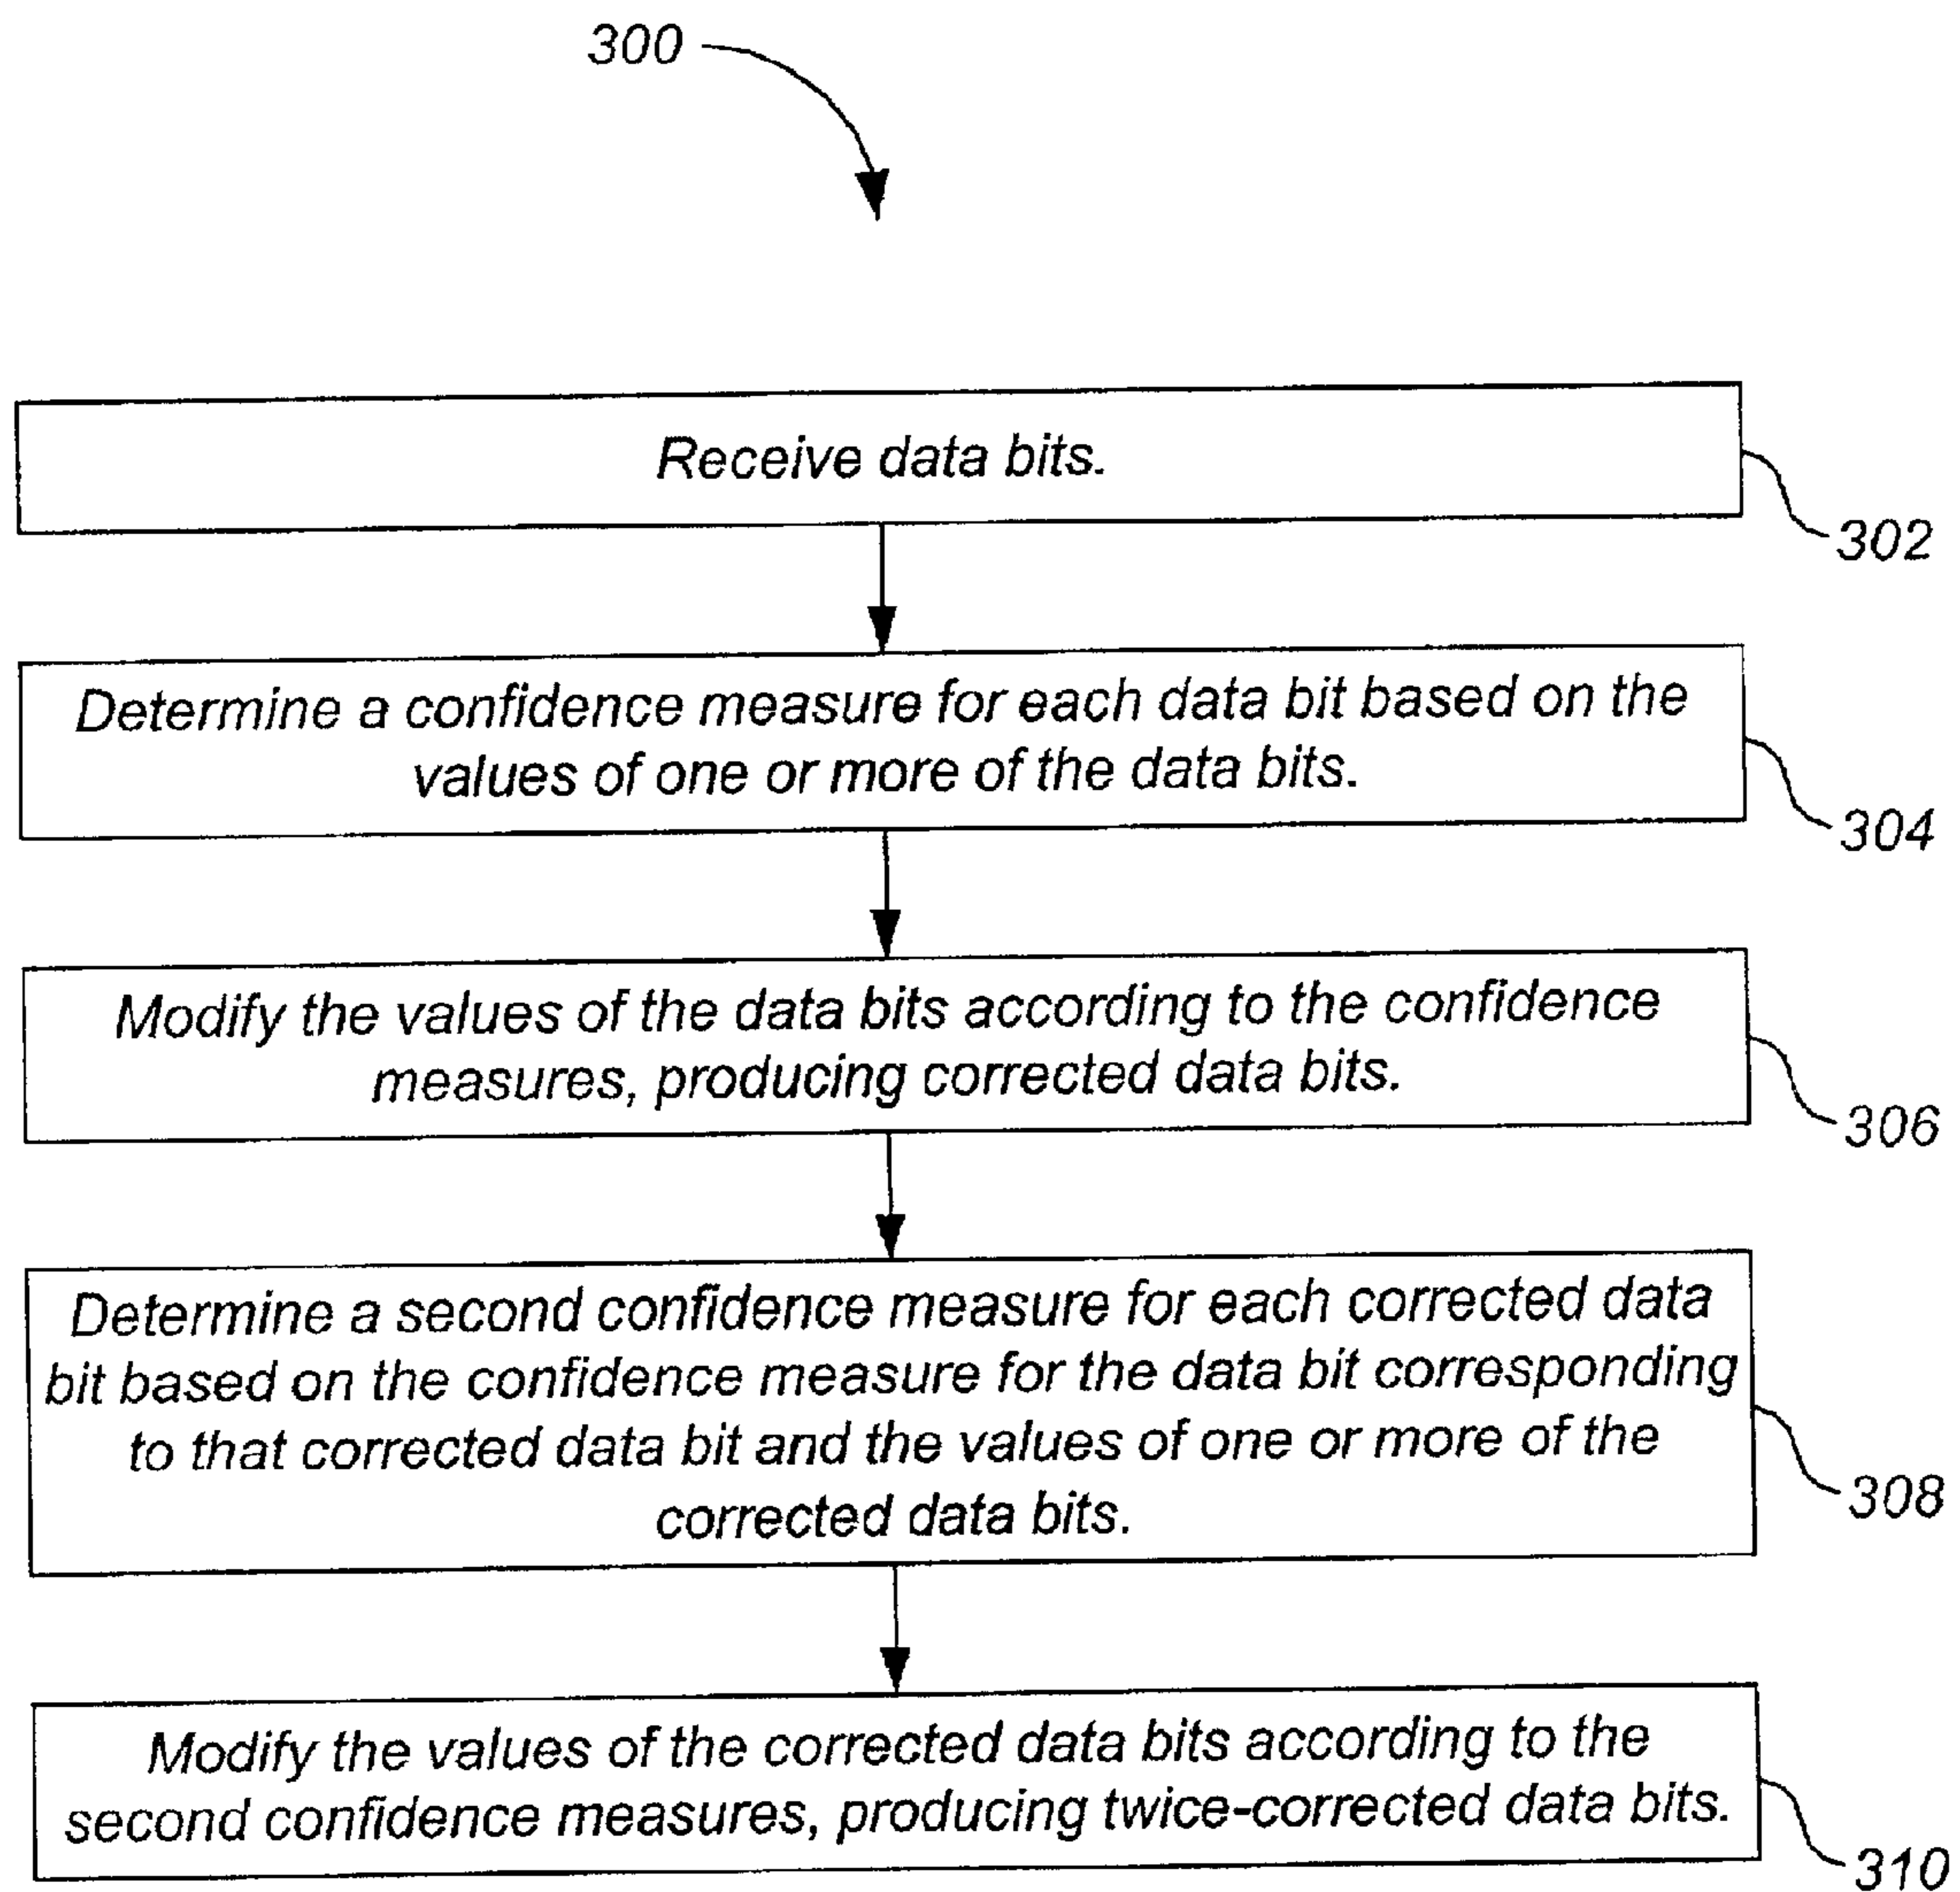 300
Receive data bits.
302
Determine a confidence measure for each data bit based on the
values of one or more of the data bits.
304
Modify the values of the data bits according to the confidence
measures, producing corrected data bits.
306
Determine a second confidence measure for each corrected data
bit based on the confidence measure for the data bit corresponding
to that corrected data bit and the values of one or more of the
corrected data bits.
308
Modify the values of the corrected data bits according to the
second confidence measures, producing twice-corrected data bits.
310